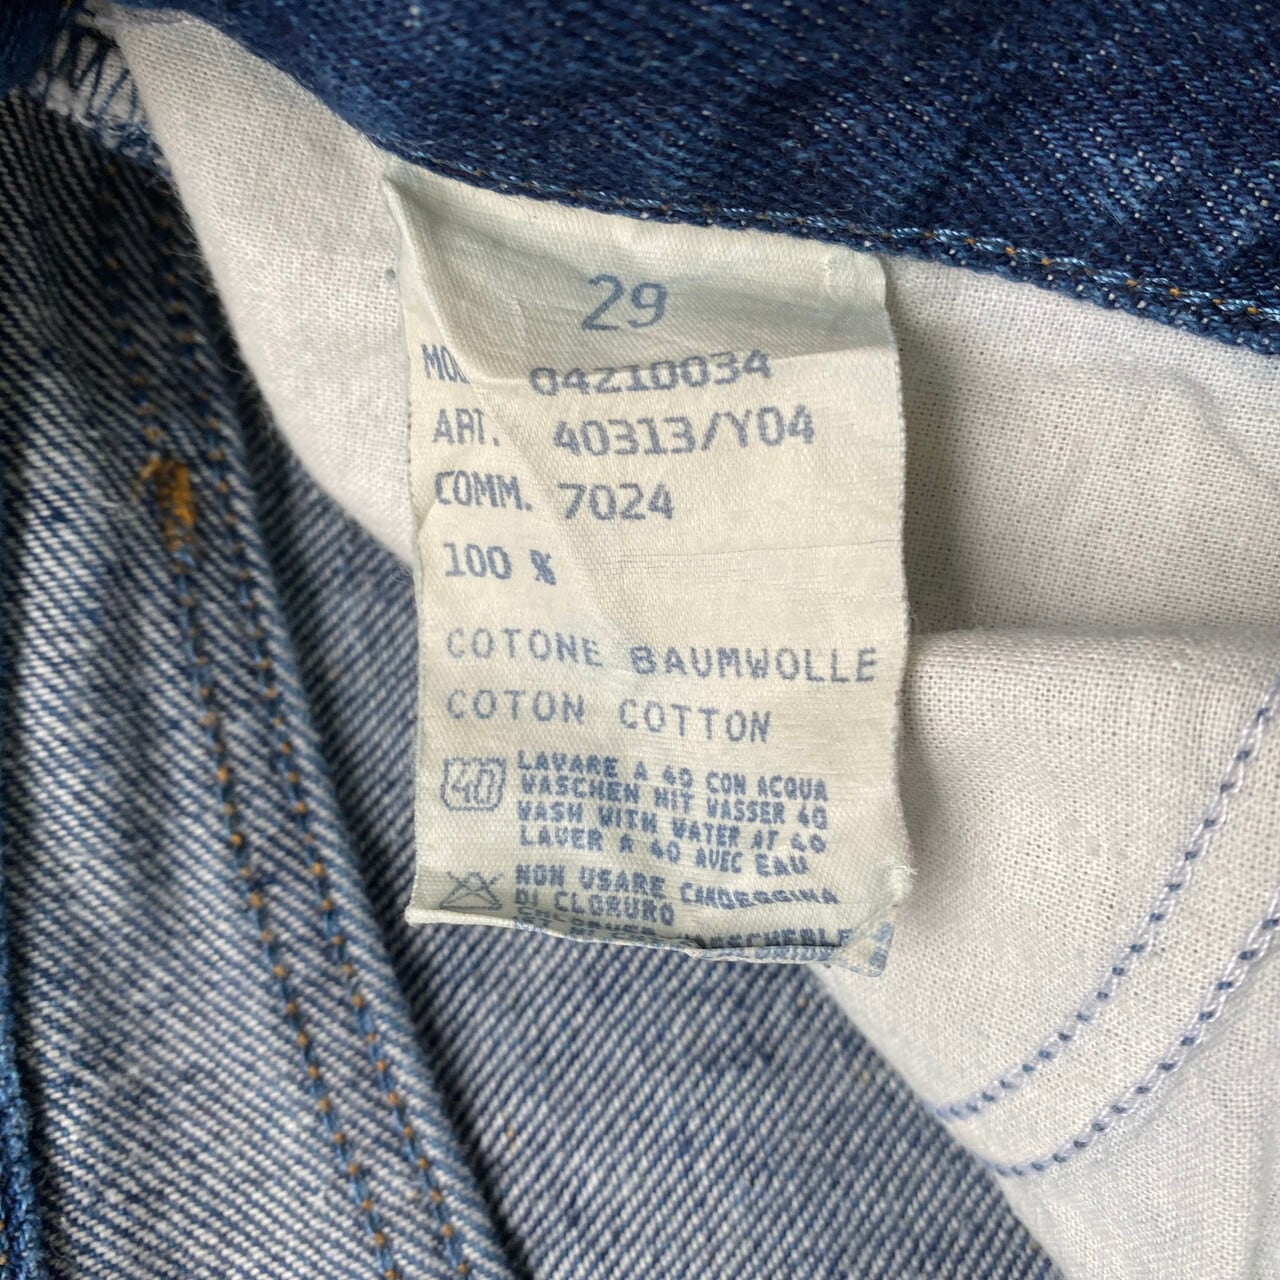 29
MOD. 04210034
ART. 40313/Y04
COMM. 7024
100 %
COTONE BAUMWOLLE
COTON COTTON
40 LAVARE A 40 CON ACQUA
WASCHEN MIT WASSER 40
WASH WITH WATER AT 40
LAVER A 40 AVEC EAU
NON USARE CANDEGGINA
DI CLORURO